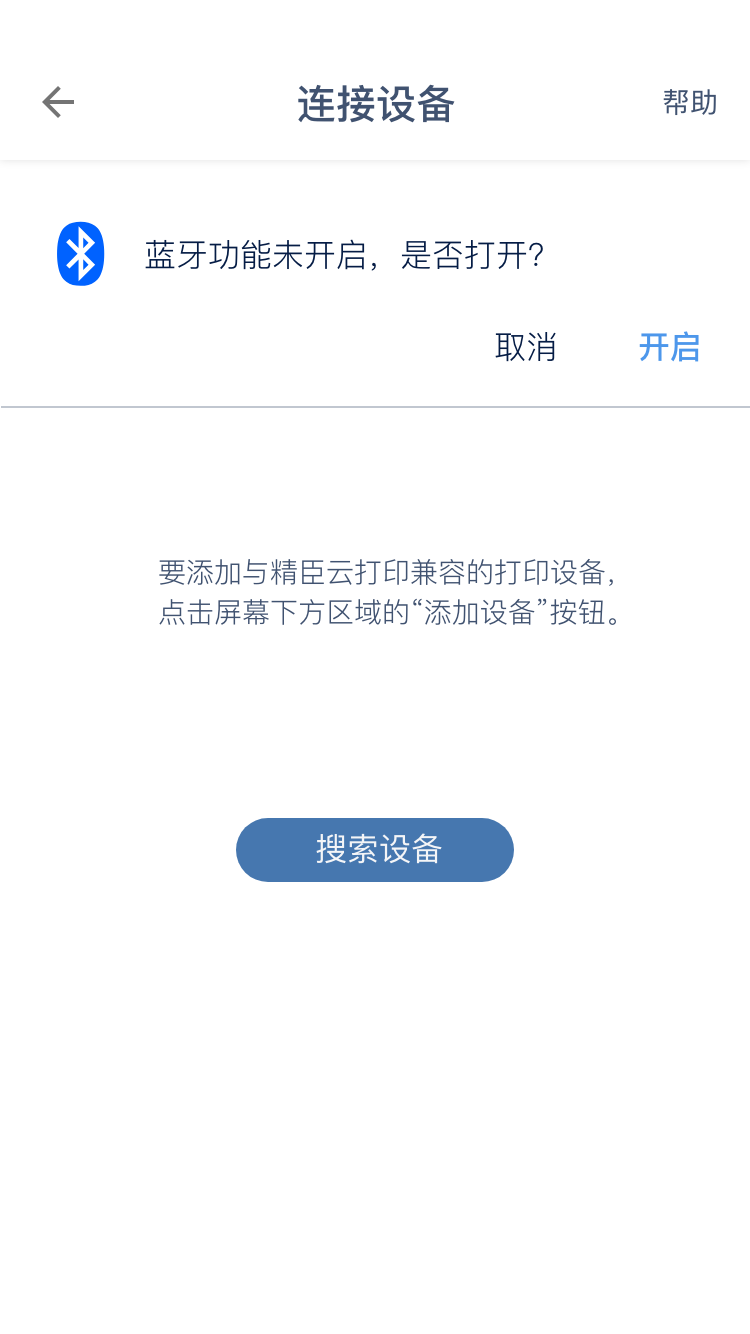 连接设备
帮助
蓝牙功能未开启，是否打开？
取消
开启
要添加与精臣云打印兼容的打印设备，
点击屏幕下方区域的“添加设备”按钮。
搜索设备